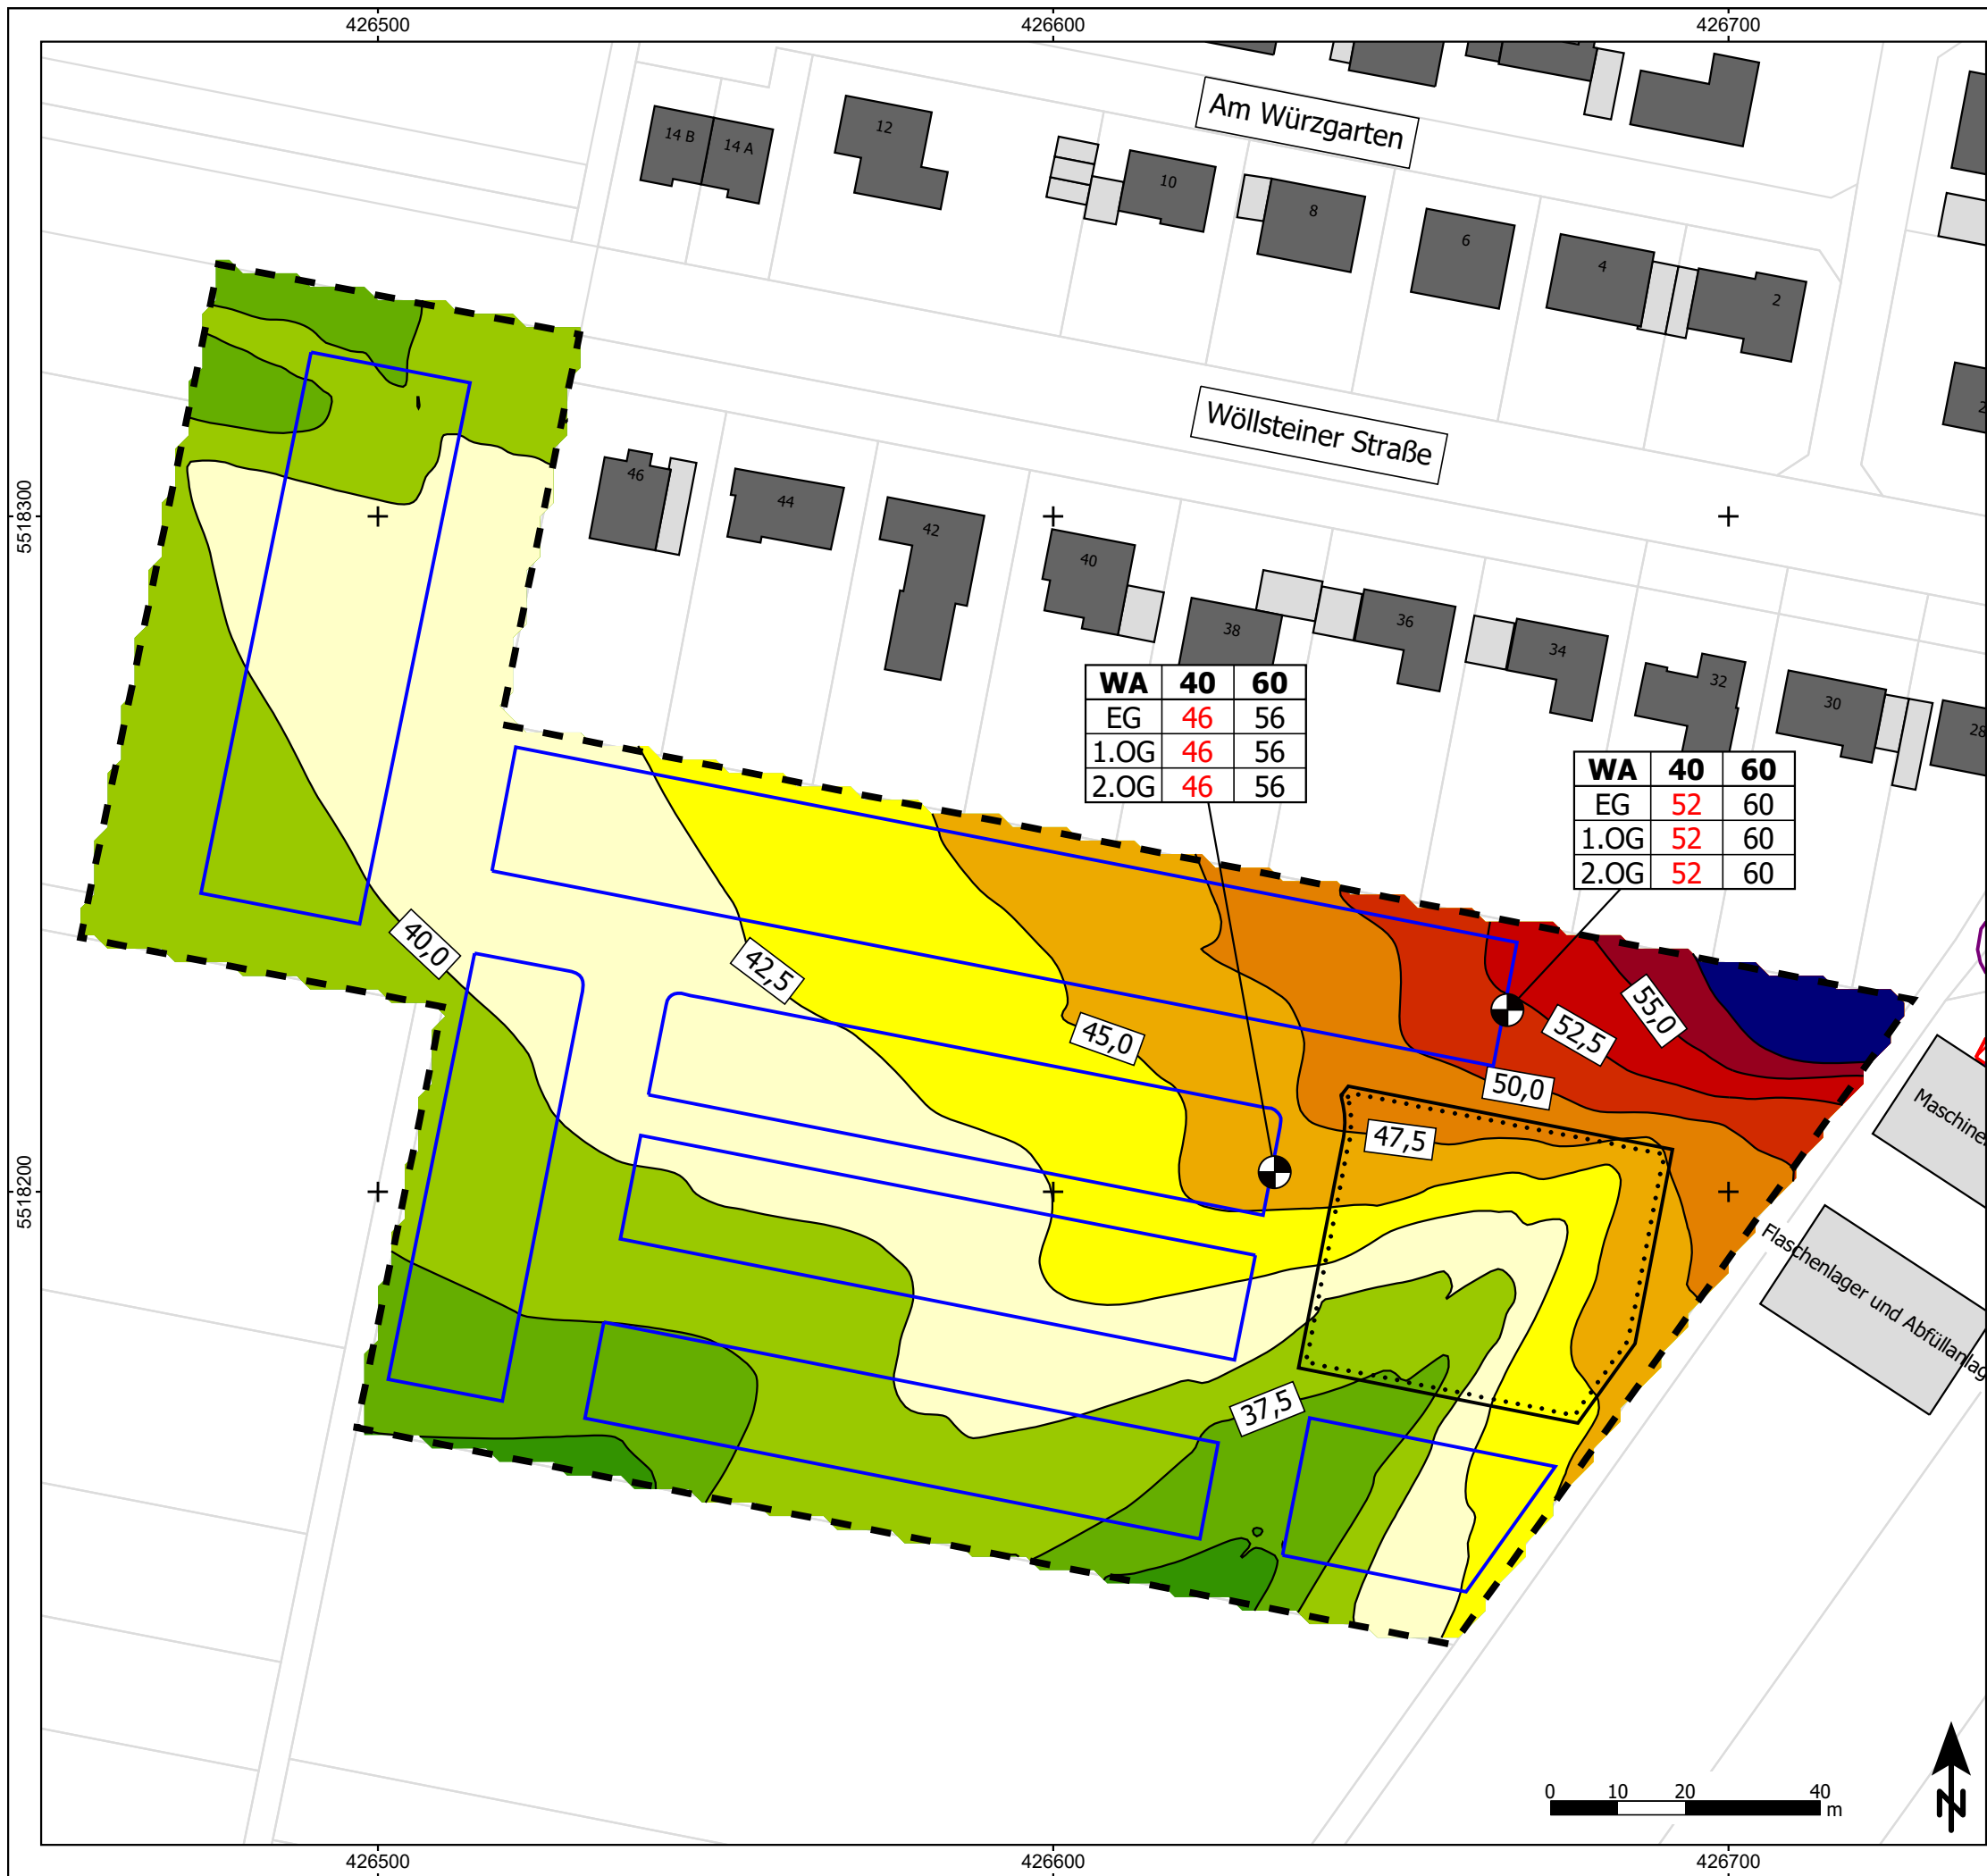 426500 426600 426700
Am Würzgarten
14 B 14 A 12 10 8 6 4 2
Wöllsteiner Straße
5518300
46 44 42 40 38 36 34 32 30 28
WA 40 60
EG 46 56
1.OG 46 56
2.OG 46 56
WA 40 60
EG 52 60
1.OG 52 60
2.OG 52 60
40,0
42,5
45,0
47,5
50,0
52,5
55,0
37,5
5518200
Maschine
Flaschenlager und Abfüllanlag
0 10 20 40
m
N
426500 426600 426700